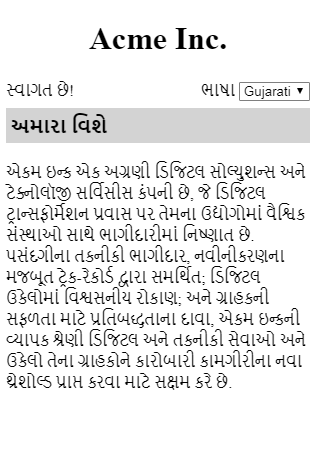 Acme Inc.
સ્વાગત છે! ભાષા Gujarati
અમારા વિશે
એકમ ઇન્ક એક અગ્રણી ડિજિટલ સોલ્યુશન્સ અને
ટેક્નોલૉજી સર્વિસીસ કંપની છે, જે ડિજિટલ
ટ્રાન્સફોર્મેશન પ્રવાસ પર તેમના ઉદ્યોગોમાં વૈશ્વિક
સંસ્થાઓ સાથે ભાગીદારીમાં નિષ્ણાત છે.
પસંદગીના તકનીકી ભાગીદાર, નવીનીકરણના
મજબૂત ટ્રેક-રેકોર્ડ દ્વારા સમર્થિત; ડિજિટલ
ઉકેલોમાં વિશ્વસનીય રોકાણ; અને ગ્રાહકની
સફળતા માટે પ્રતિબદ્ધતાના દાવા, એકમ ઇન્કની
વ્યાપક શ્રેણી ડિજિટલ અને તકનીકી સેવાઓ અને
ઉકેલો તેના ગ્રાહકોને કારોબારી કામગીરીના નવા
થ્રેશોલ્ડ પ્રાપ્ત કરવા માટે સક્ષમ કરે છે.